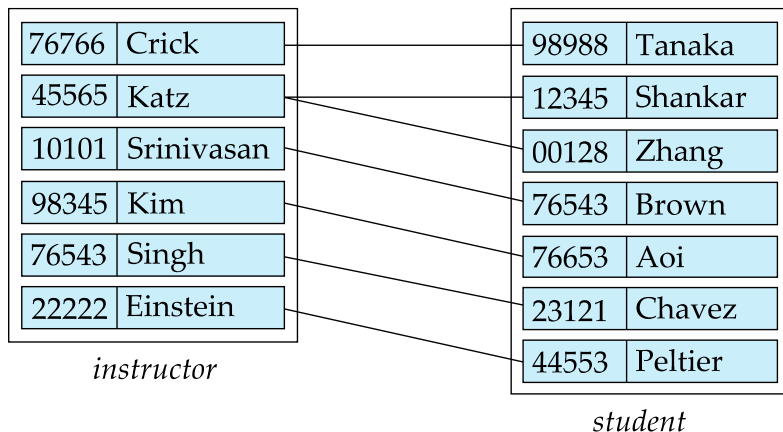 76766 Crick
45565 Katz
10101 Srinivasan
98345 Kim
76543 Singh
22222 Einstein
instructor
98988 Tanaka
12345 Shankar
00128 Zhang
76543 Brown
76653 Aoi
23121 Chavez
44553 Peltier
student